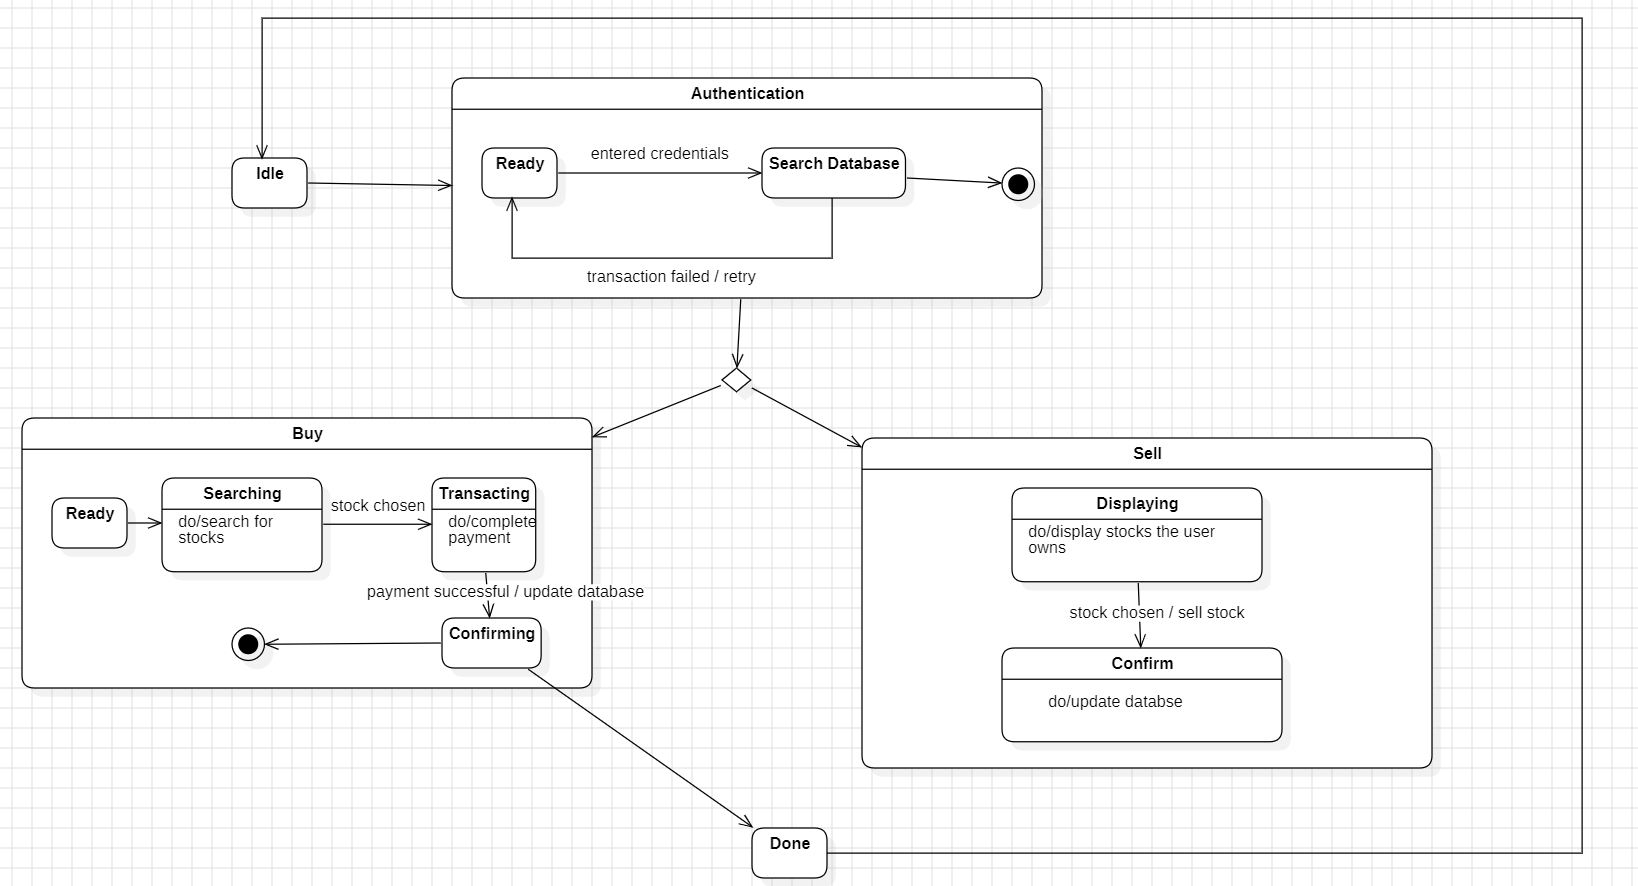 Authentication
Idle
Ready
entered credentials
Search Database
transaction failed / retry
Buy
Ready
Searching
do/search for
stocks
stock chosen
Transacting
do/complete
payment
payment successful / update database
Confirming
Sell
Displaying
do/display stocks the user
owns
stock chosen / sell stock
Confirm
do/update databse
Done